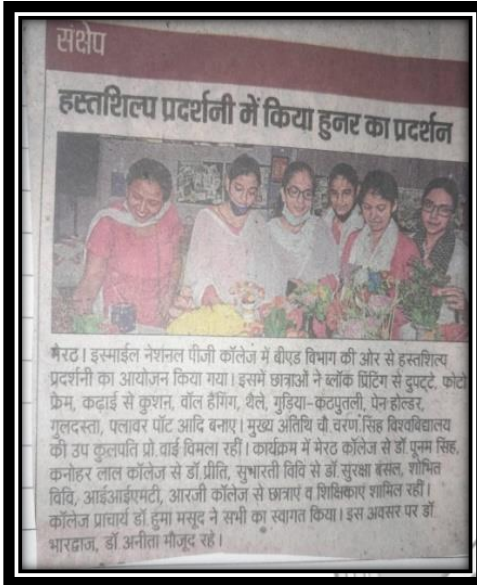 संक्षेप
हस्तशिल्प प्रदर्शनी में किया हुनर का प्रदर्शन
मेरठ। इस्माईल नेशनल पीजी कॉलेज में बीएड विभाग की ओर से हस्तशिल्प
प्रदर्शनी का आयोजन किया गया। इसमें छात्राओं ने ब्लॉक प्रिंटिंग से दुपट्टे, फोटो
फ्रेम, कढ़ाई से कुशन, वॉल हैंगिंग, थैले, गुड़िया-कठपुतली, पेन होल्डर,
गुलदस्ता, फ्लावर पॉट आदि बनाए। मुख्य अतिथि चौ.चरण सिंह विश्वविद्यालय
की उप कुलपति प्रो.वाई विमला रहीं। कार्यक्रम में मेरठ कॉलेज से डॉ.पूनम सिंह,
कनोहर लाल कॉलेज से डॉ.प्रीति, सुभारती विवि से डॉ.सुरक्षा बंसल, शोभित
विवि, आईआईएमटी, आरजी कॉलेज से छात्राएं व शिक्षिकाएं शामिल रहीं।
कॉलेज प्राचार्य डॉ हुमा मसूद ने सभी का स्वागत किया। इस अवसर पर डॉ
भारद्वाज, डॉ अनीता मौजूद रहे।